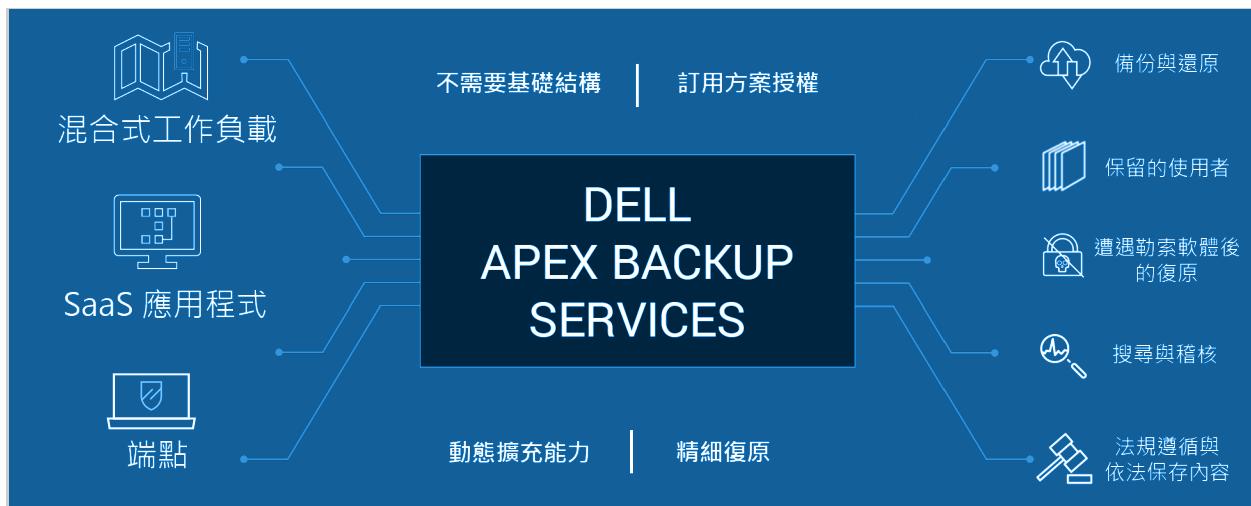 混合式工作負載
SaaS 應用程式
端點
不需要基礎結構
訂用方案授權
DELL
APEX BACKUP
SERVICES
動態擴充能力
精細復原
備份與還原
保留的使用者
遭遇勒索軟體後
的復原
搜尋與稽核
法規遵循與
依法保存內容